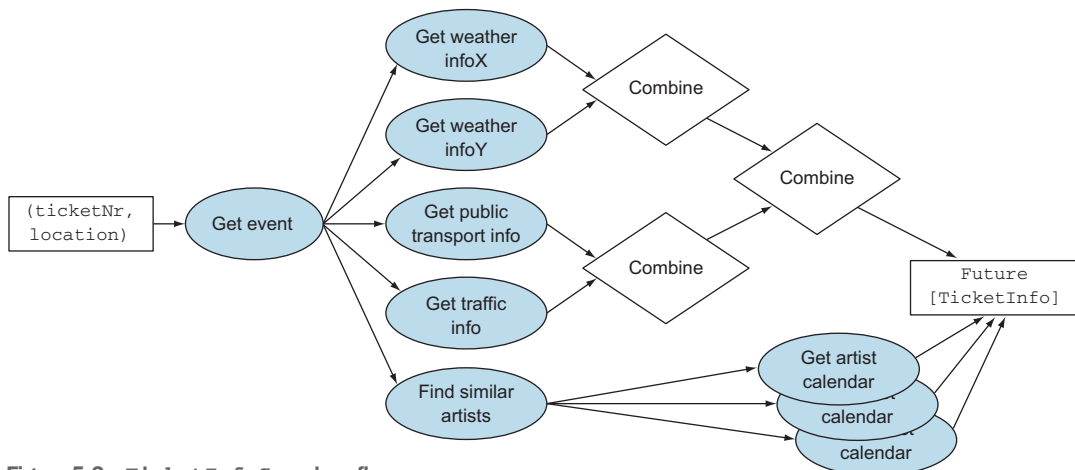 Get weather
infoX
Combine
Get weather
infoY
Combine
(ticketNr,
location)
Get event
Get public
transport info
Combine
Future
[TicketInfo]
Get traffic
info
Get artist
calendar
Find similar
artists
calendar
calendar